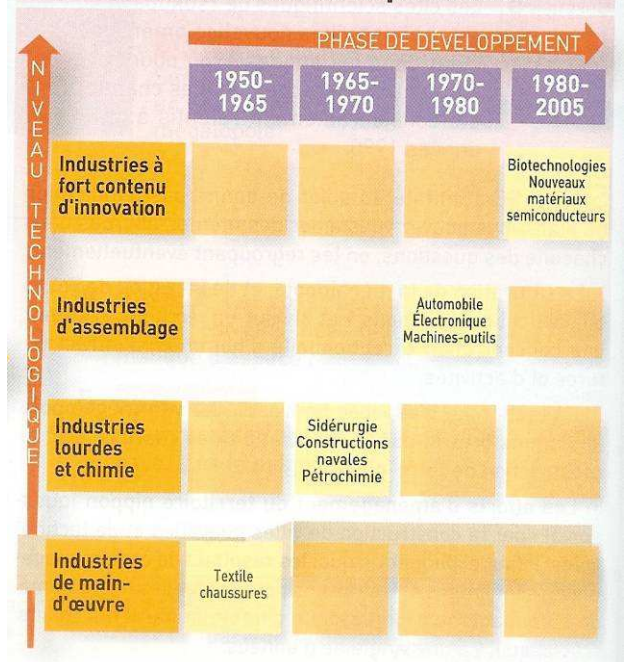 PHASE DE DÉVELOPPEMENT
NIVEAU TECHNOLOGIQUE
1950-
1965
1965-
1970
1970-
1980
1980-
2005
Industries à
fort contenu
d'innovation
Biotechnologies
Nouveaux
matériaux
semiconducteurs
Industries
d'assemblage
Automobile
Électronique
Machines-outils
Industries
lourdes
et chimie
Sidérurgie
Constructions
navales
Pétrochimie
Industries
de main-
d'œuvre
Textile
chaussures